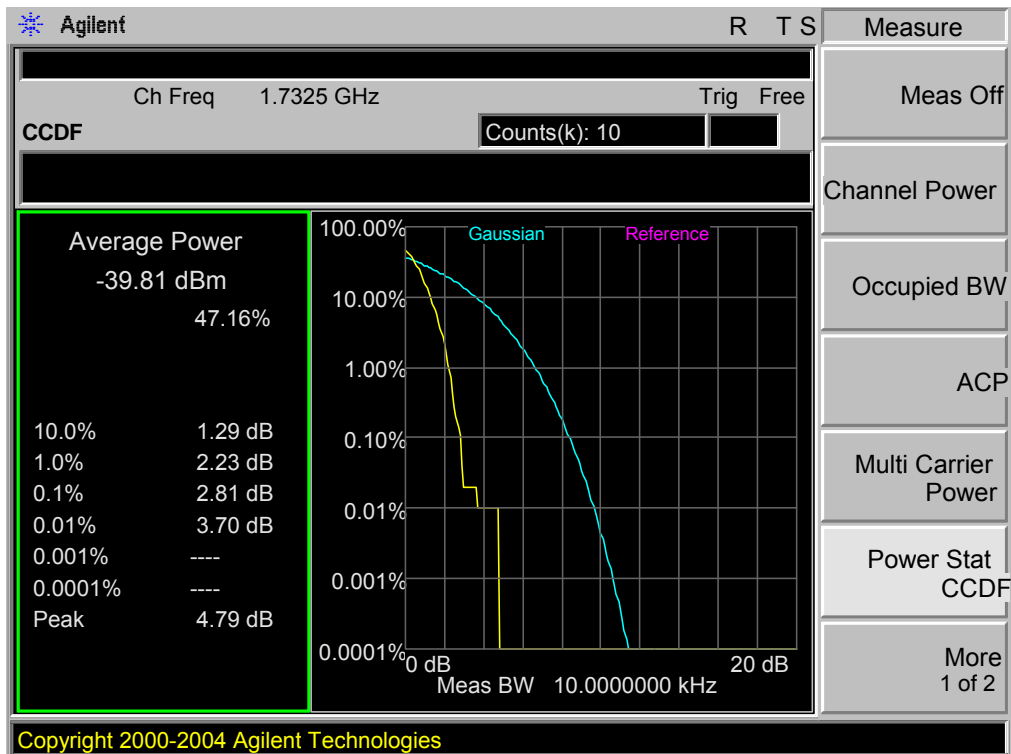 Agilent R T S Measure
Ch Freq 1.7325 GHz Trig Free
CCDF Counts(k): 10
Average Power
-39.81 dBm
47.16%
10.0% 1.29 dB
1.0% 2.23 dB
0.1% 2.81 dB
0.01% 3.70 dB
0.001% ----
0.0001% ----
Peak 4.79 dB
Gaussian Reference
100.00%
10.00%
1.00%
0.10%
0.01%
0.001%
0.0001%
0 dB 20 dB
Meas BW 10.0000000 kHz
Meas Off
Channel Power
Occupied BW
ACP
Multi Carrier
Power
Power Stat
CCDF
More
1 of 2
Copyright 2000-2004 Agilent Technologies